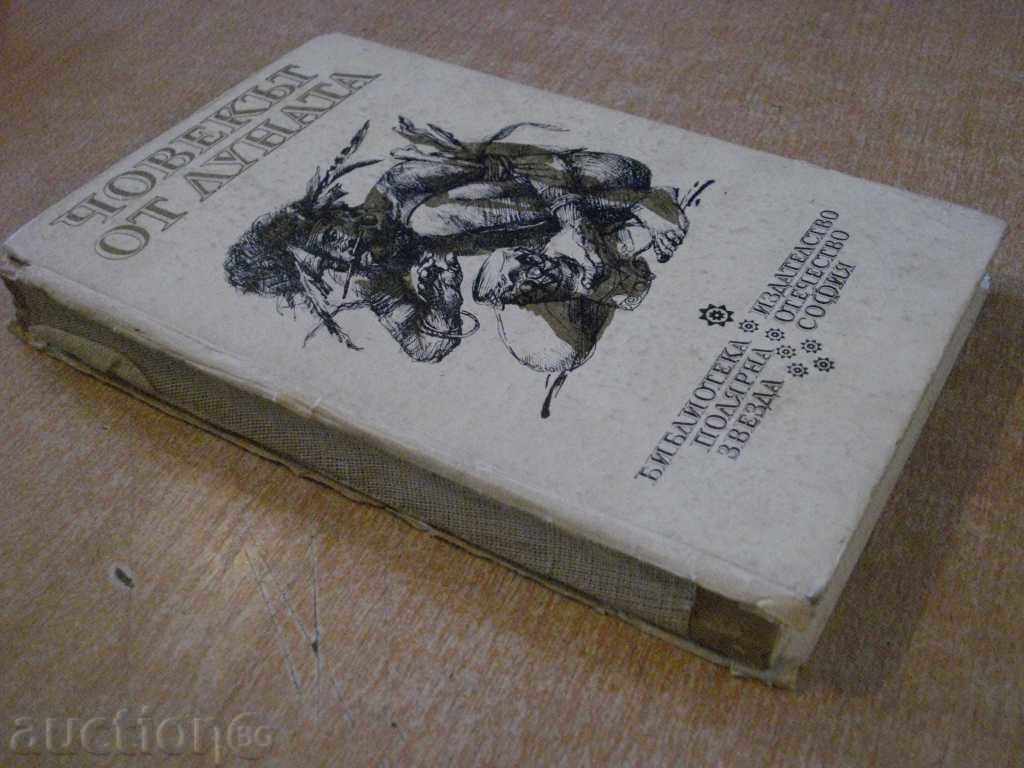 ЧОВЕКЪТ
ОТ ЛУНАТА
БИБЛИОТЕКА ИЗДАТЕЛСТВО
ПОЛЯРНА ОТЕЧЕСТВО
ЗВЕЗДА СОФИЯ
auction BG